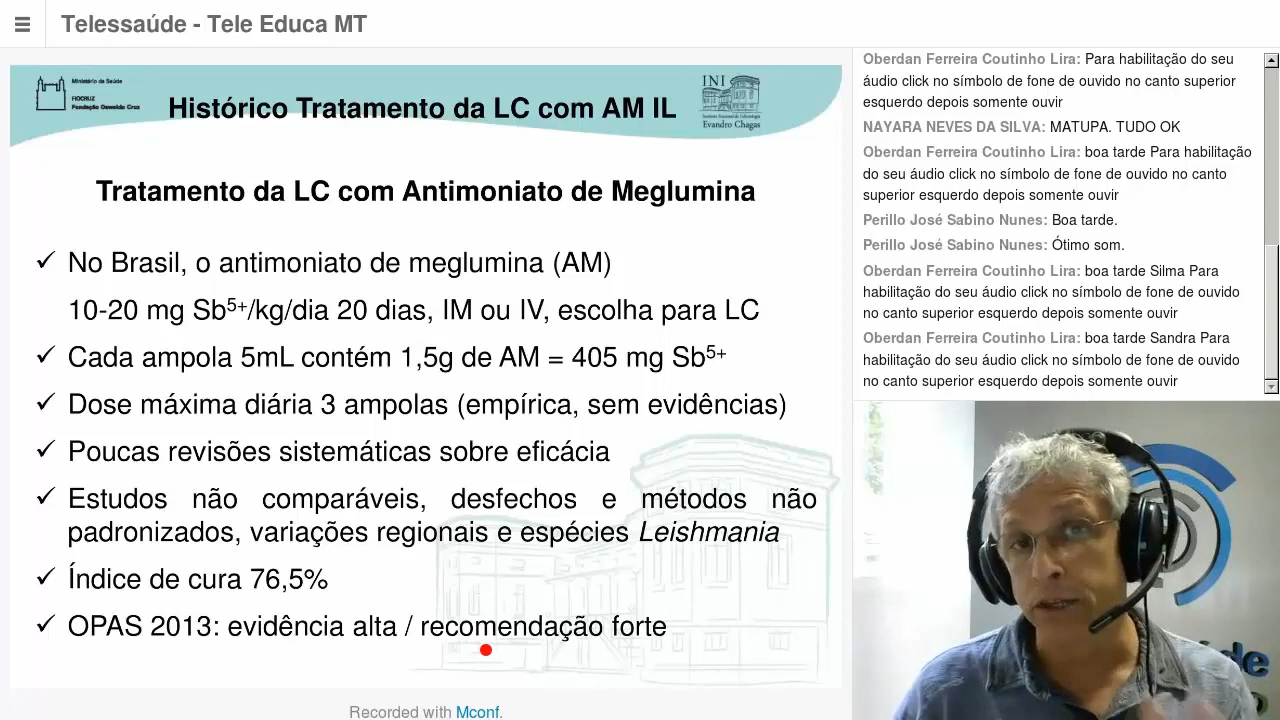 Telessaúde - Tele Educa MT
Ministério da Saúde
FIOCRUZ
Fundação Oswaldo Cruz
Histórico Tratamento da LC com AM IL
INI
Instituto Nacional de Infectologia
Evandro Chagas
Tratamento da LC com Antimoniato de Meglumina
✓ No Brasil, o antimoniato de meglumina (AM)
10-20 mg Sb⁵⁺/kg/dia 20 dias, IM ou IV, escolha para LC
✓ Cada ampola 5mL contém 1,5g de AM = 405 mg Sb⁵⁺
✓ Dose máxima diária 3 ampolas (empírica, sem evidências)
✓ Poucas revisões sistemáticas sobre eficácia
✓ Estudos não comparáveis, desfechos e métodos não
padronizados, variações regionais e espécies Leishmania
✓ Índice de cura 76,5%
✓ OPAS 2013: evidência alta / recomendação forte
Recorded with Mconf.
Oberdan Ferreira Coutinho Lira: Para habilitação do seu
áudio click no símbolo de fone de ouvido no canto superior
esquerdo depois somente ouvir
NAYARA NEVES DA SILVA: MATUPA. TUDO OK
Oberdan Ferreira Coutinho Lira: boa tarde Para habilitação
do seu áudio click no símbolo de fone de ouvido no canto
superior esquerdo depois somente ouvir
Perillo José Sabino Nunes: Boa tarde.
Perillo José Sabino Nunes: Ótimo som.
Oberdan Ferreira Coutinho Lira: boa tarde Silma Para
habilitação do seu áudio click no símbolo de fone de ouvido
no canto superior esquerdo depois somente ouvir
Oberdan Ferreira Coutinho Lira: boa tarde Sandra Para
habilitação do seu áudio click no símbolo de fone de ouvido
no canto superior esquerdo depois somente ouvir